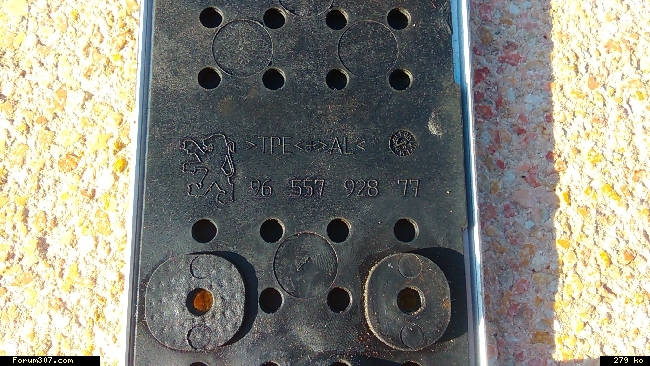 >TPE<+>AL<
96 557 928 77
Forum307.com
279 ko